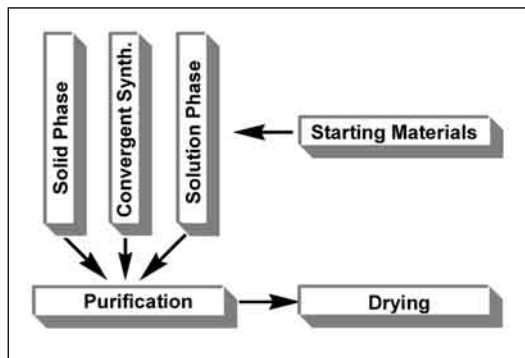 Solid Phase
Convergent Synth.
Solution Phase
Starting Materials
Purification
Drying